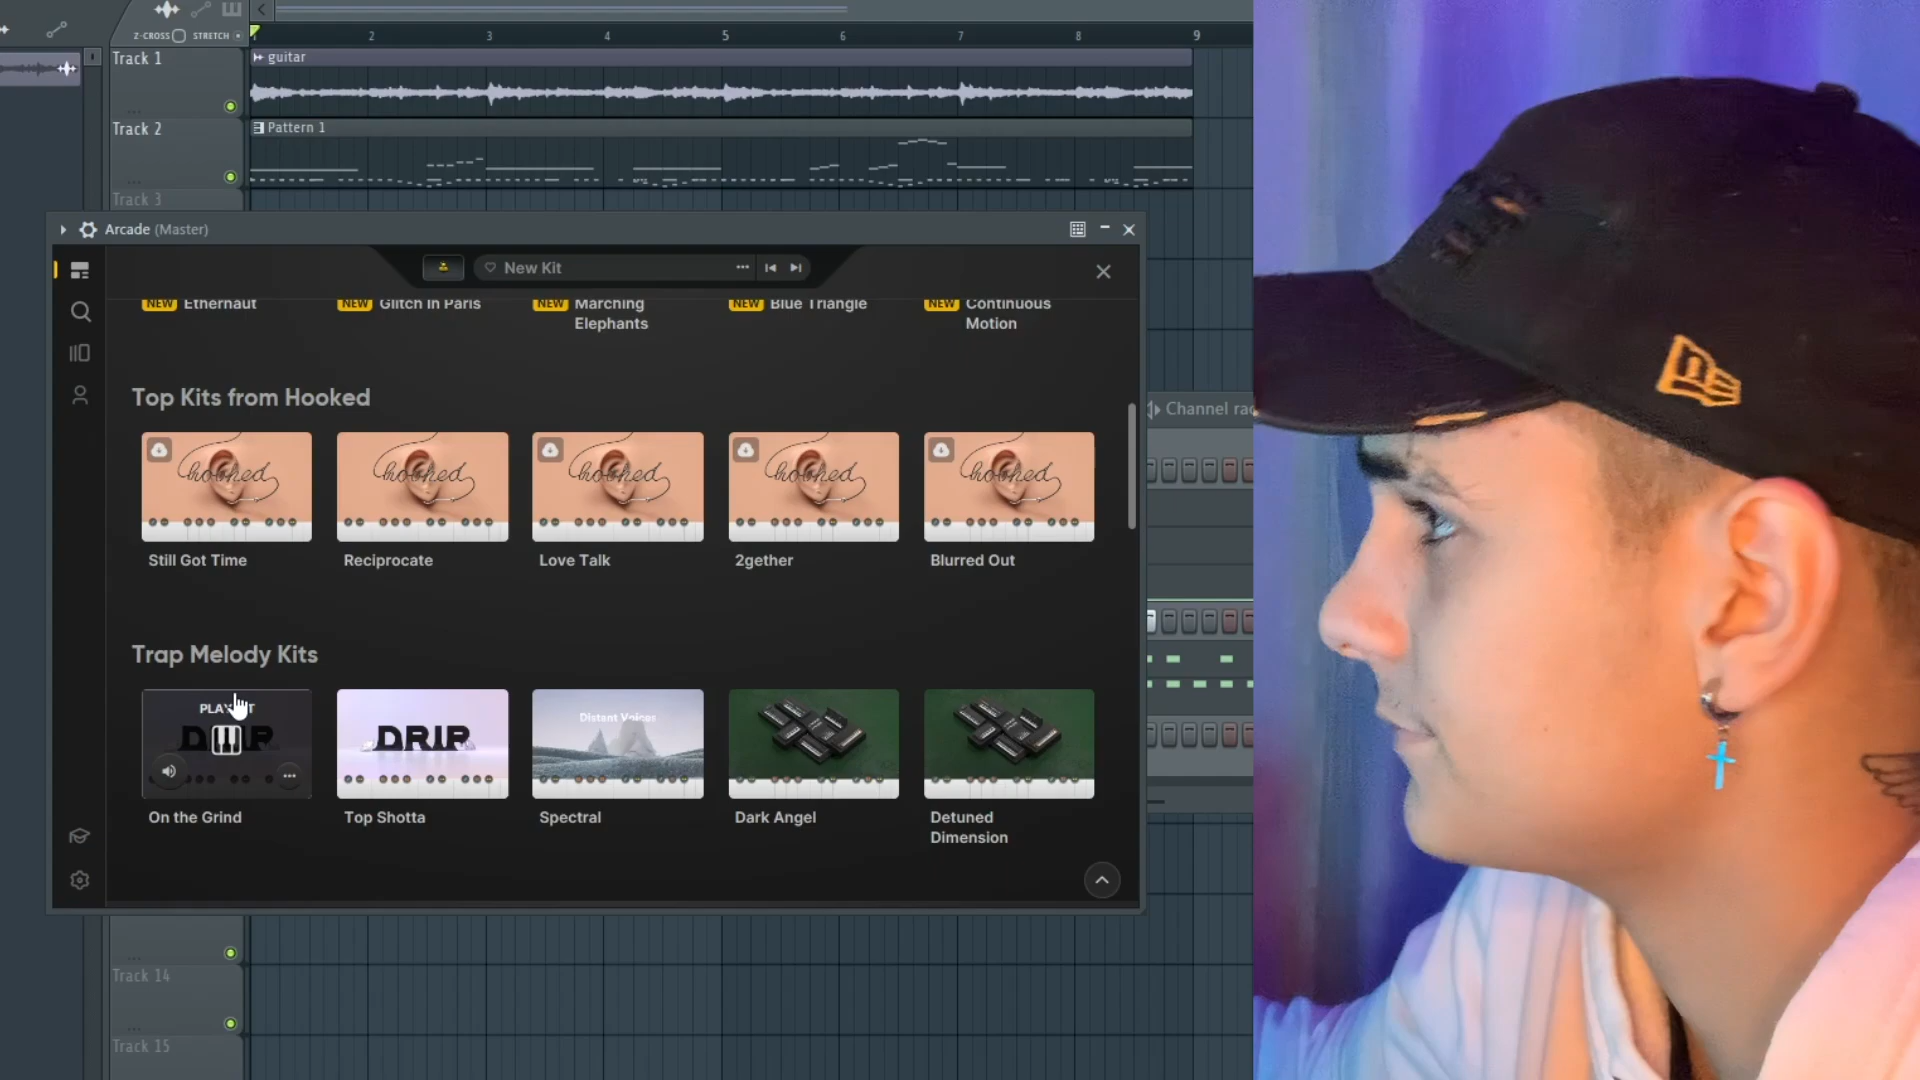 Z-CROSS STRETCH
2 3 4 5 6 7 8 9
Track 1
guitar
Track 2
Pattern 1
Track 3
Arcade (Master)
New Kit
NEW Ethernaut
NEW Glitch In Paris
NEW Marching
Elephants
NEW Blue Triangle
NEW Continuous
Motion
Top Kits from Hooked
hooked
hooked
hooked
hooked
hooked
Still Got Time
Reciprocate
Love Talk
2gether
Blurred Out
Channel rac
Trap Melody Kits
DRIP
DRIP
Distant Voices
On the Grind
Top Shotta
Spectral
Dark Angel
Detuned
Dimension
Track 14
Track 15